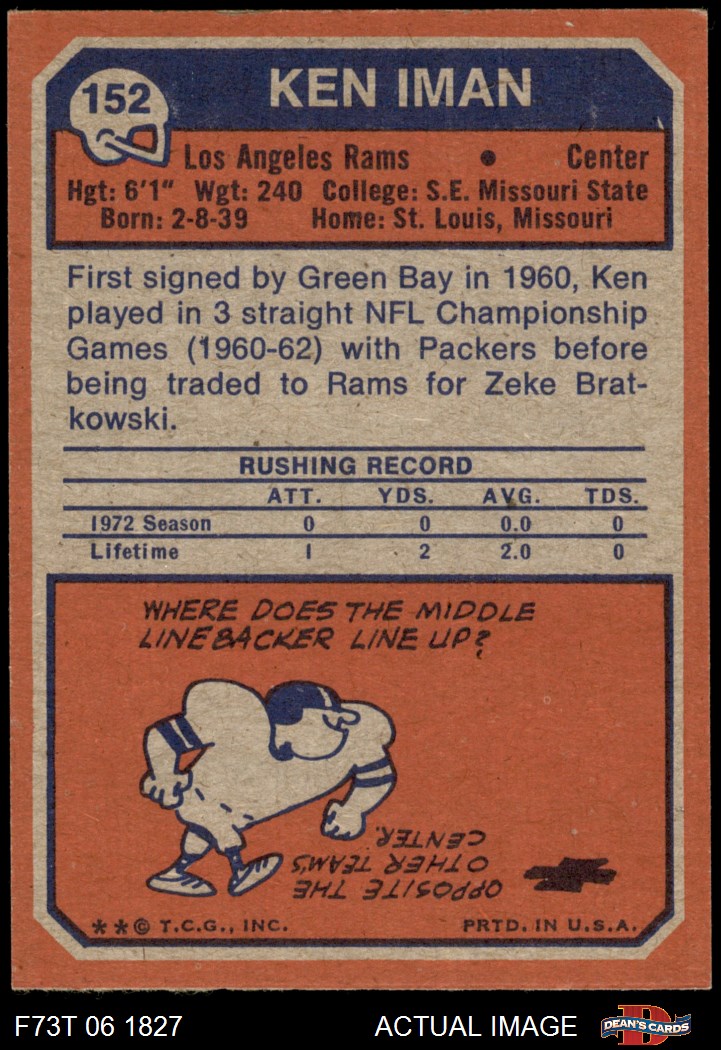 152
KEN IMAN
Los Angeles Rams • Center
Hgt: 6'1" Wgt: 240 College: S.E. Missouri State
Born: 2-8-39 Home: St. Louis, Missouri
First signed by Green Bay in 1960, Ken
played in 3 straight NFL Championship
Games (1960-62) with Packers before
being traded to Rams for Zeke Brat-
kowski.
RUSHING RECORD
ATT. YDS. AVG. TDS.
1972 Season 0 0 0.0 0
Lifetime 1 2 2.0 0
WHERE DOES THE MIDDLE
LINEBACKER LINE UP?
OPPOSITE THE
OTHER TEAM'S
CENTER.
**© T.C.G., INC. PRTD. IN U.S.A.
F73T 06 1827 ACTUAL IMAGE
D
DEAN'S CARDS